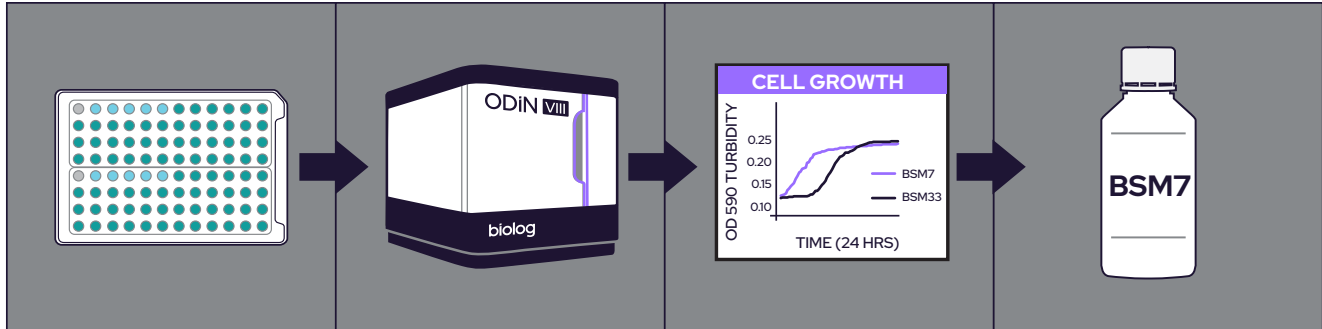 ODiN VIII
biolog
CELL GROWTH
OD 590 TURBIDITY
0.25
0.20
0.15
0.10
BSM7
BSM33
TIME (24 HRS)
BSM7